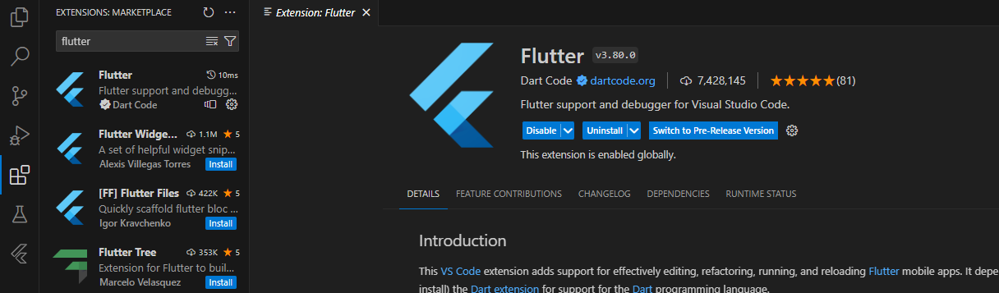 EXTENSIONS: MARKETPLACE
flutter
Flutter
10ms
Flutter support and debugg...
Dart Code
Flutter Widge...
1.1M
5
A set of helpful widget snip...
Alexis Villegas Torres
Install
[FF] Flutter Files
422K
5
Quickly scaffold flutter bloc ...
Igor Kravchenko
Install
Flutter Tree
353K
5
Extension for Flutter to buil...
Marcelo Velasquez
Install
Extension: Flutter
Flutter v3.80.0
Dart Code dartcode.org 7,428,145 (81)
Flutter support and debugger for Visual Studio Code.
Disable Uninstall Switch to Pre-Release Version
This extension is enabled globally.
DETAILS FEATURE CONTRIBUTIONS CHANGELOG DEPENDENCIES RUNTIME STATUS
Introduction
This VS Code extension adds support for effectively editing, refactoring, running, and reloading Flutter mobile apps. It depe
install) the Dart extension for support for the Dart programming language.